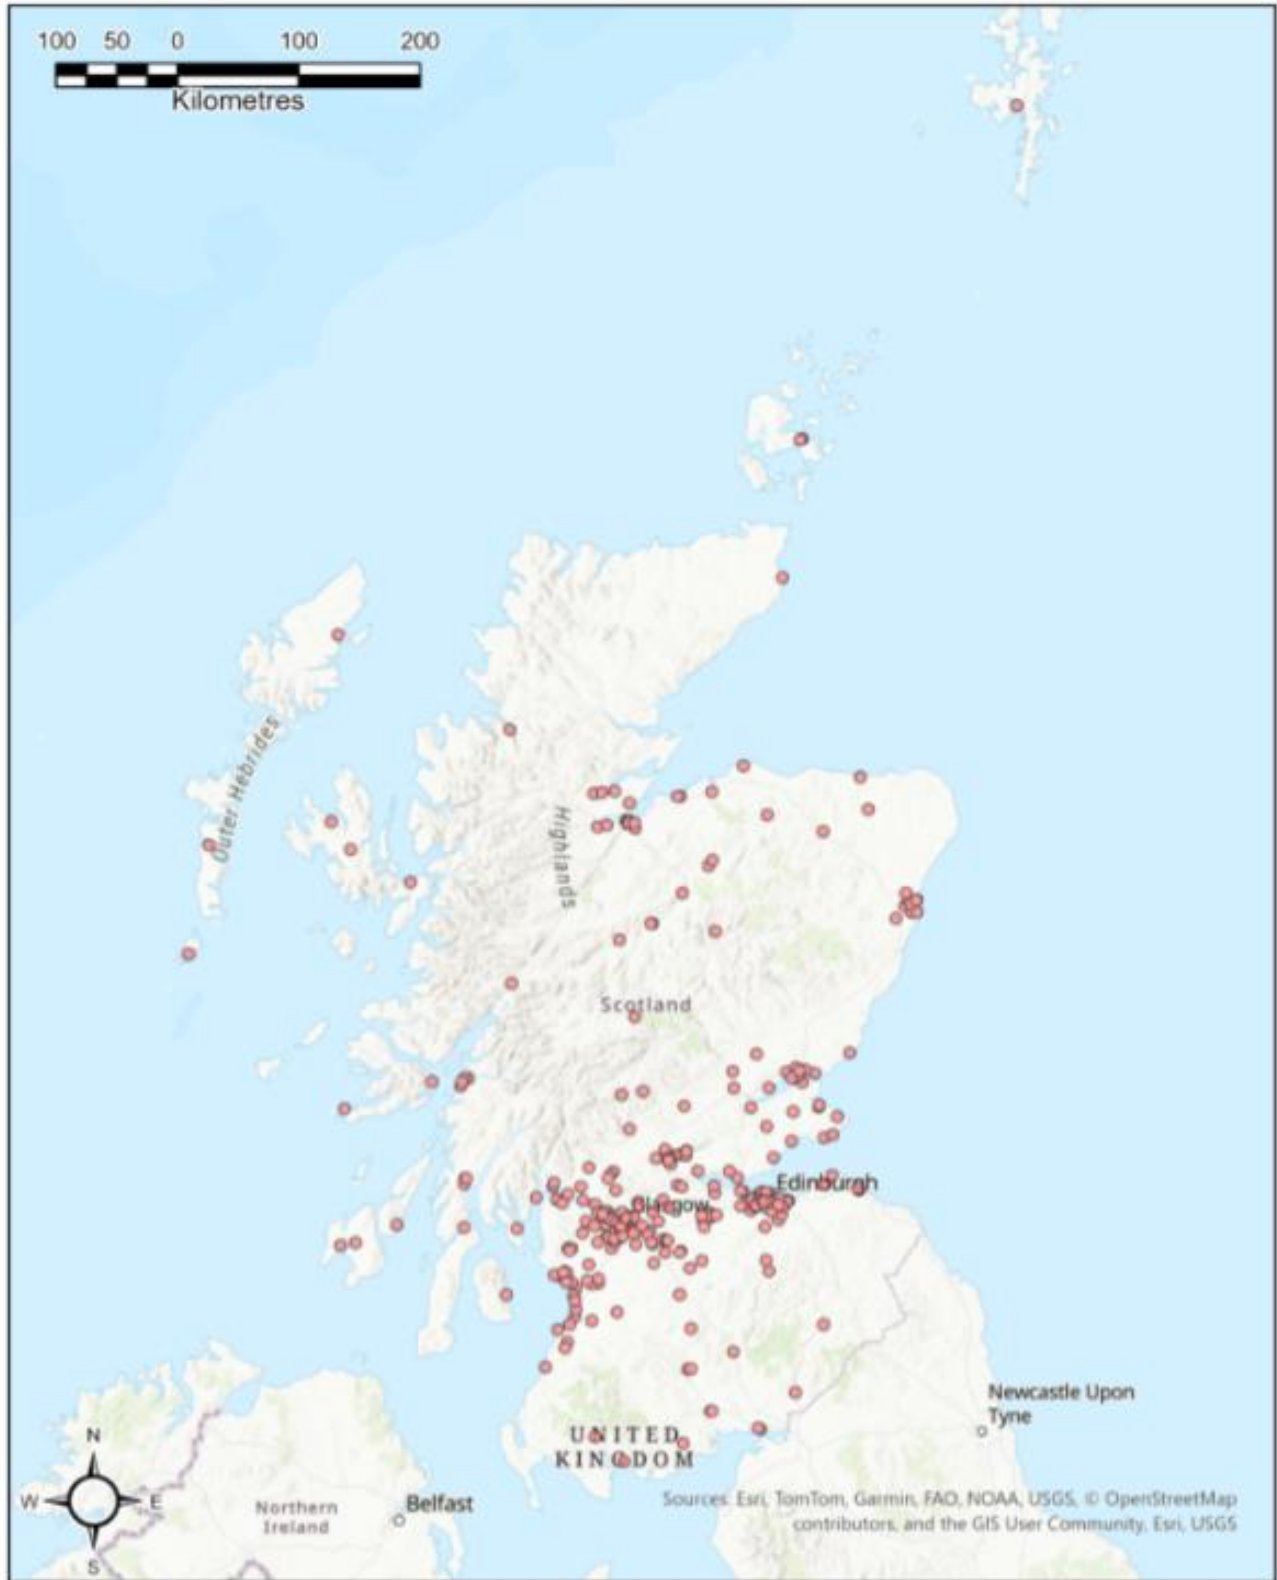 100 50 0 100 200
Kilometres
Outer Hebrides
Highlands
Scotland
Edinburgh
Glasgow
Newcastle Upon
Tyne
UNITED
KINGDOM
N
W E
S
Northern
Ireland
Belfast
Sources: Esri, TomTom, Garmin, FAO, NOAA, USGS, © OpenStreetMap
contributors, and the GIS User Community, Esri, USGS